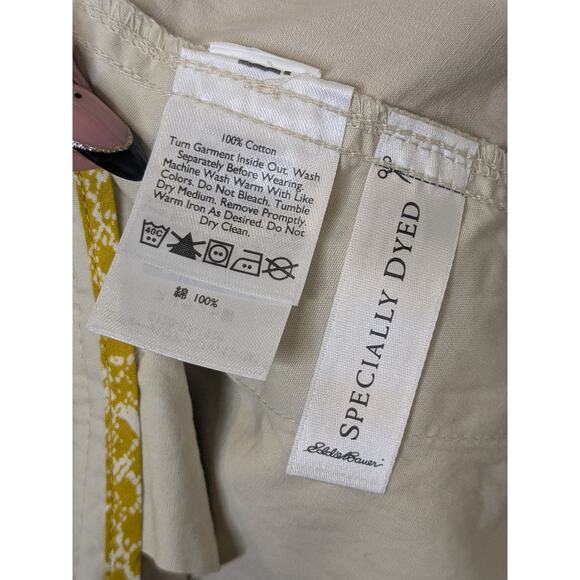 100% Cotton
Turn Garment Inside Out. Wash
Separately Before Wearing.
Machine Wash Warm With Like
Colors. Do Not Bleach. Tumble
Dry Medium. Remove Promptly.
Warm Iron As Desired. Do Not
Dry Clean.
40C
綿 100%
SPECIALLY DYED
Eddie Bauer